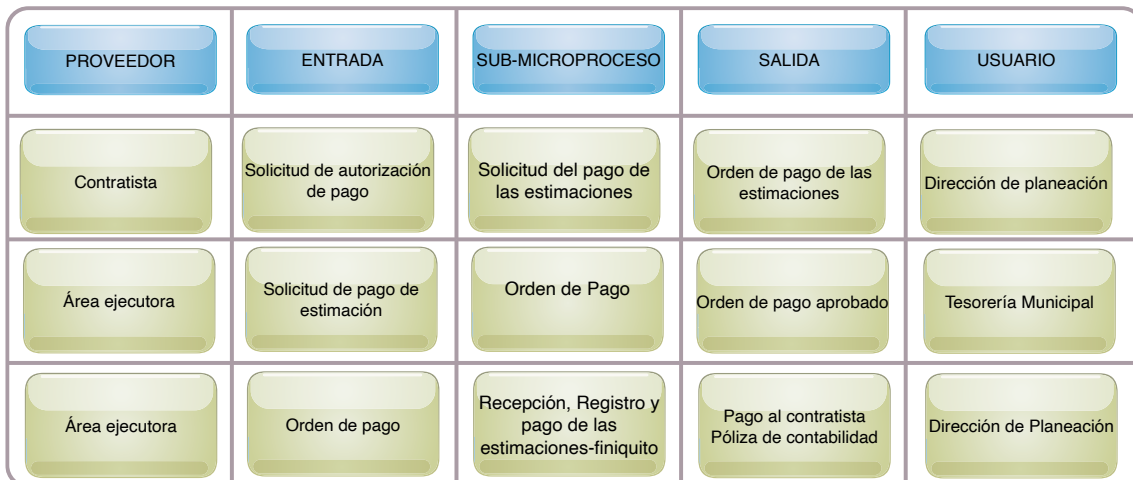 PROVEEDOR
ENTRADA
SUB-MICROPROCESO
SALIDA
USUARIO
Contratista
Solicitud de autorización
de pago
Solicitud del pago de
las estimaciones
Orden de pago de las
estimaciones
Dirección de planeación
Área ejecutora
Solicitud de pago de
estimación
Orden de Pago
Orden de pago aprobado
Tesorería Municipal
Área ejecutora
Orden de pago
Recepción, Registro y
pago de las
estimaciones-finiquito
Pago al contratista
Póliza de contabilidad
Dirección de Planeación